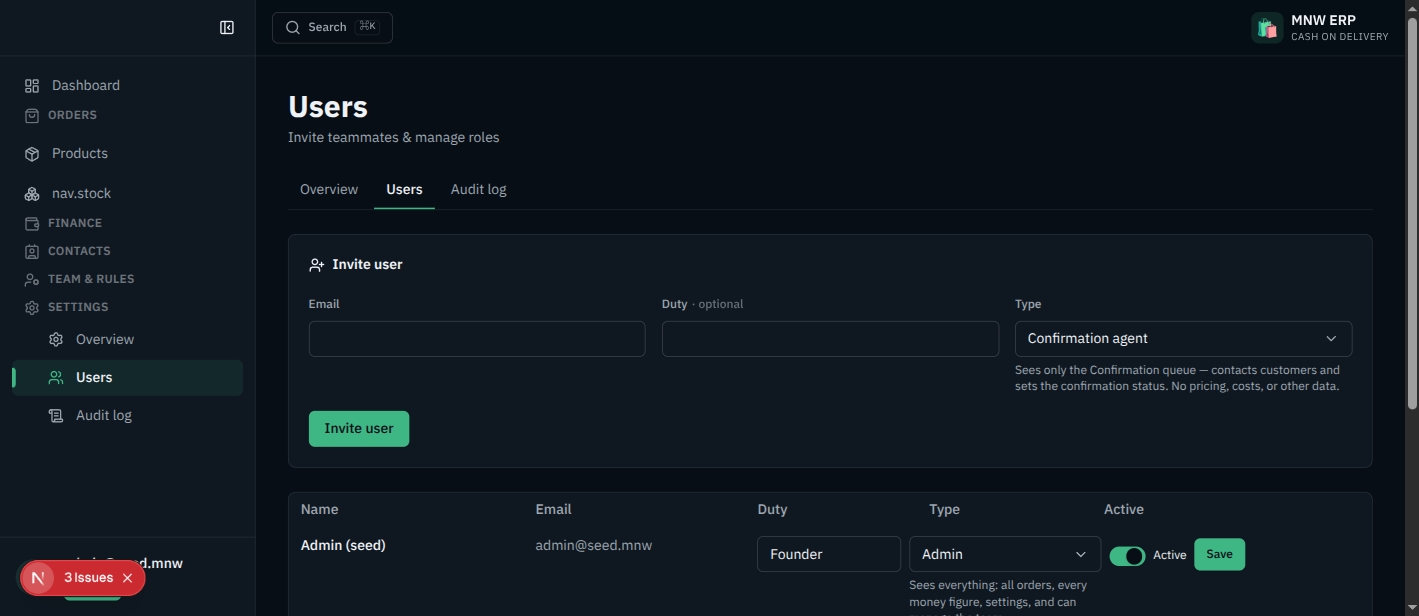 Search ⌘K
MNW ERP
CASH ON DELIVERY
Dashboard
ORDERS
Products
nav.stock
FINANCE
CONTACTS
TEAM & RULES
SETTINGS
Overview
Users
Audit log
d.mnw
N 3 Issues
Users
Invite teammates & manage roles
Overview Users Audit log
Invite user
Email Duty · optional Type
Confirmation agent
Sees only the Confirmation queue — contacts customers and
sets the confirmation status. No pricing, costs, or other data.
Invite user
Name Email Duty Type Active
Admin (seed) admin@seed.mnw Founder Admin Active Save
Sees everything: all orders, every
money figure, settings, and can